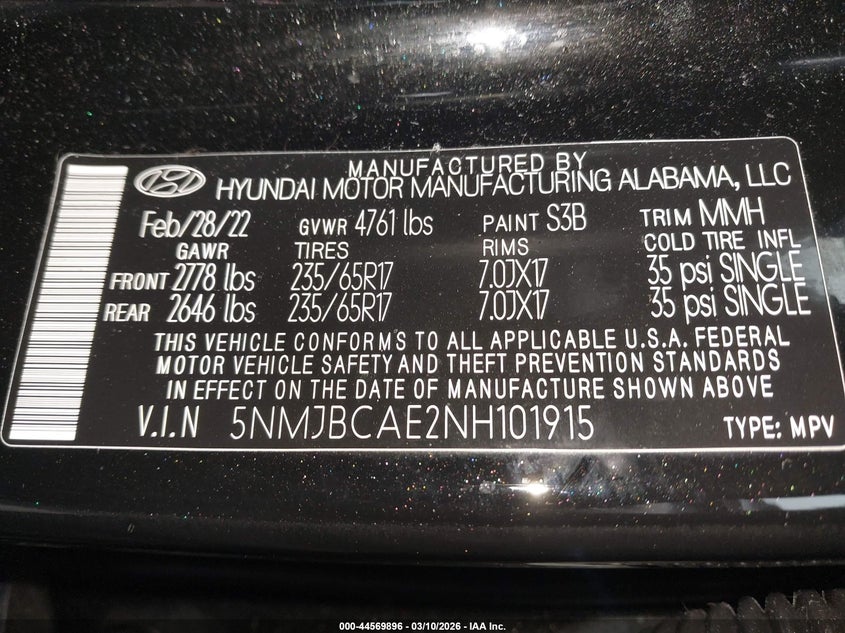 MANUFACTURED BY
HYUNDAI MOTOR MANUFACTURING ALABAMA, LLC
Feb/28/22 GVWR 4761 lbs PAINT S3B TRIM MMH
GAWR TIRES RIMS COLD TIRE INFL
FRONT 2778 lbs 235/65R17 7.0JX17 35 psi SINGLE
REAR 2646 lbs 235/65R17 7.0JX17 35 psi SINGLE
THIS VEHICLE CONFORMS TO ALL APPLICABLE U.S.A. FEDERAL
MOTOR VEHICLE SAFETY AND THEFT PREVENTION STANDARDS
IN EFFECT ON THE DATE OF MANUFACTURE SHOWN ABOVE
V.I.N 5NMJBCAE2NH101915 TYPE: MPV
000-44569896 - 03/10/2026 - IAA Inc.